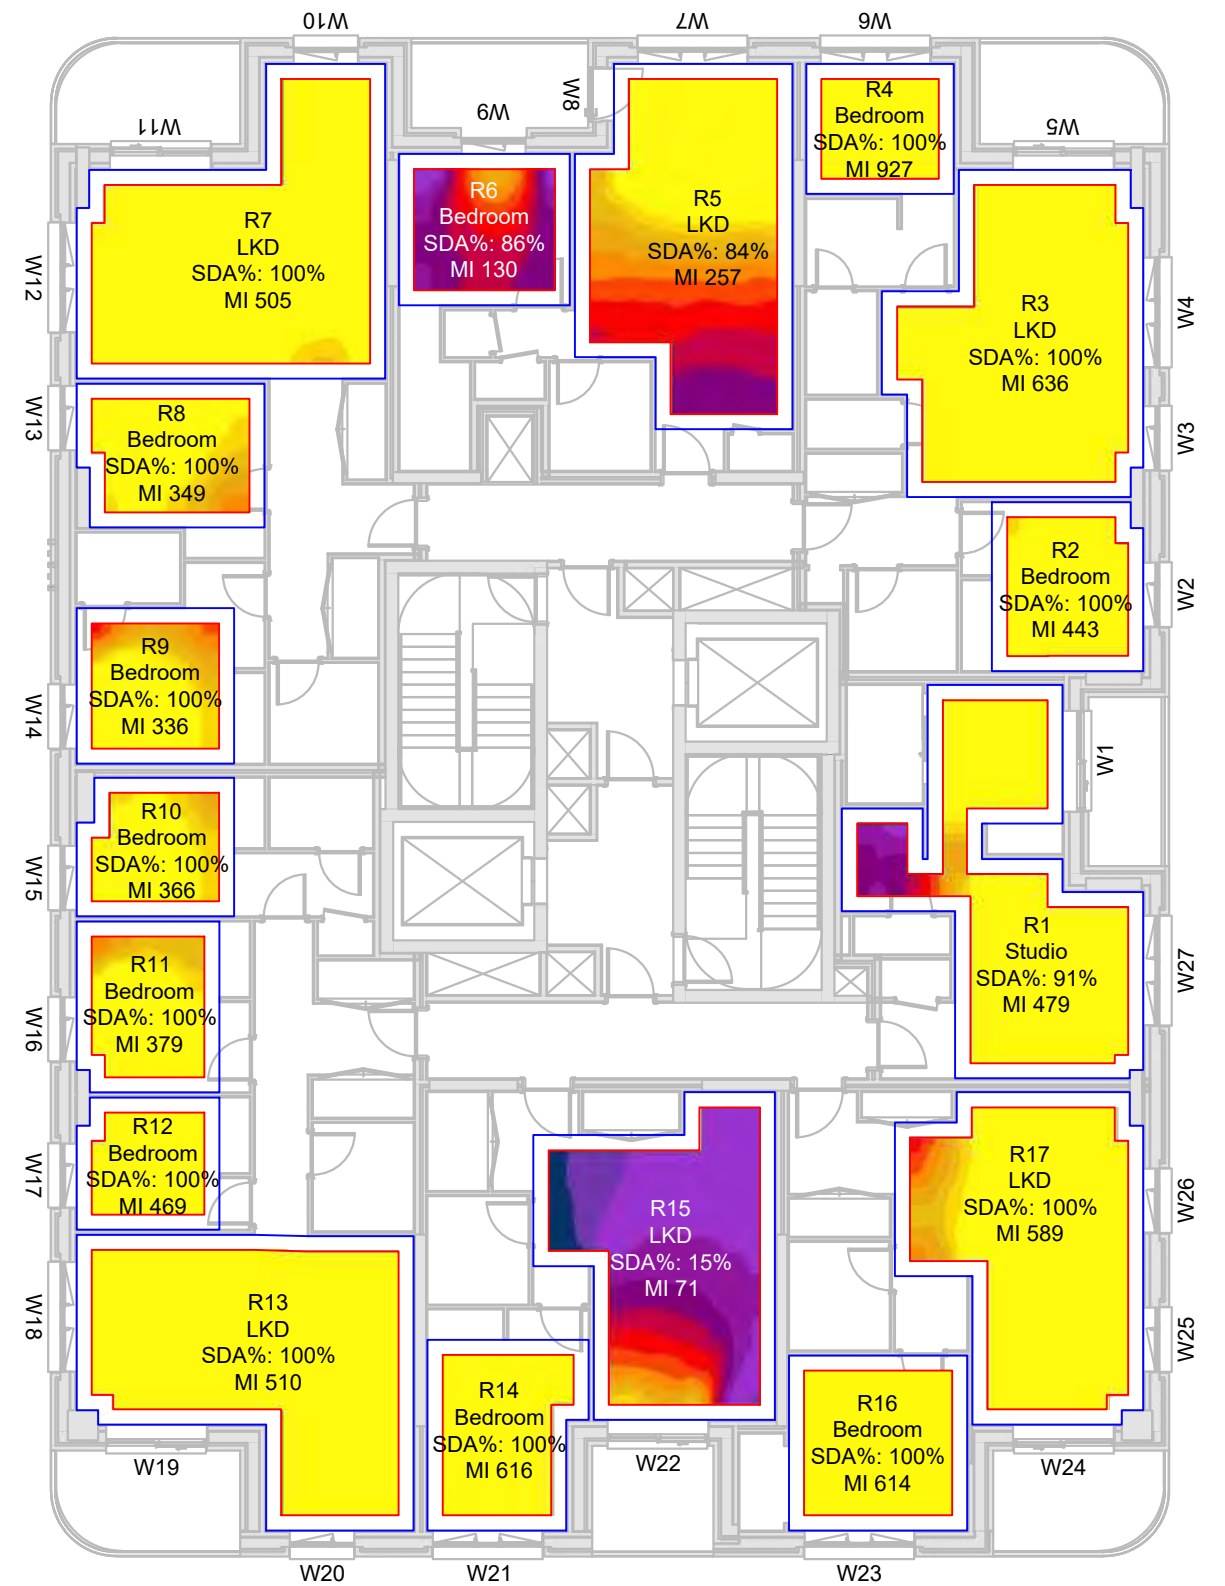 W10
W7
W6
W8
W9
W11
W5
R4
Bedroom
SDA%: 100%
MI 927
R6
Bedroom
SDA%: 86%
MI 130
R5
LKD
SDA%: 84%
MI 257
R7
LKD
SDA%: 100%
MI 505
W12
R3
LKD
SDA%: 100%
MI 636
W4
W13
R8
Bedroom
SDA%: 100%
MI 349
W3
R2
Bedroom
SDA%: 100%
MI 443
W2
R9
Bedroom
SDA%: 100%
MI 336
W14
W1
R10
Bedroom
SDA%: 100%
MI 366
W15
R1
Studio
SDA%: 91%
MI 479
W27
R11
Bedroom
SDA%: 100%
MI 379
W16
R12
Bedroom
SDA%: 100%
MI 469
W17
R15
LKD
SDA%: 15%
MI 71
R17
LKD
SDA%: 100%
MI 589
W26
R13
LKD
SDA%: 100%
MI 510
W18
W25
R14
Bedroom
SDA%: 100%
MI 616
R16
Bedroom
SDA%: 100%
MI 614
W19
W22
W24
W20
W21
W23